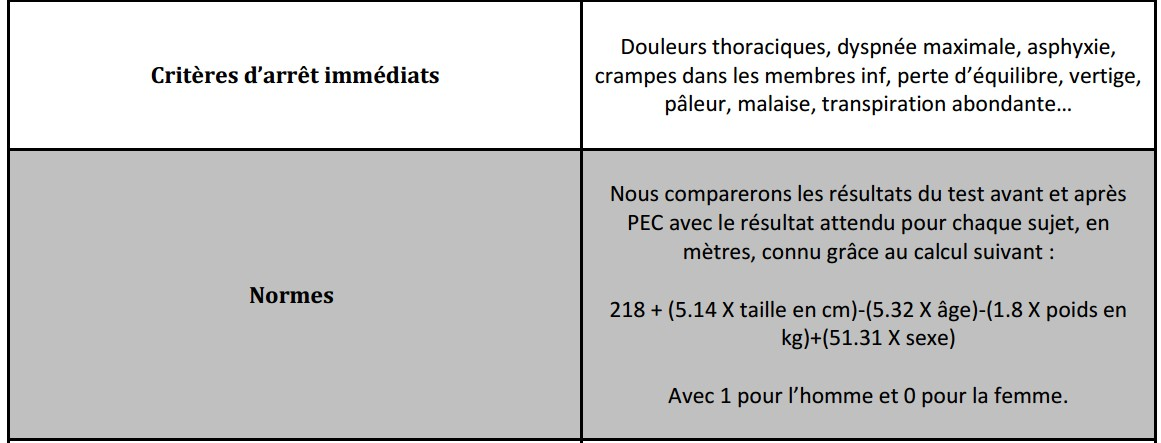 Critères d’arrêt immédiats
Douleurs thoraciques, dyspnée maximale, asphyxie,
crampes dans les membres inf, perte d’équilibre, vertige,
pâleur, malaise, transpiration abondante…
Normes
Nous comparerons les résultats du test avant et après
PEC avec le résultat attendu pour chaque sujet, en
mètres, connu grâce au calcul suivant :
218 + (5.14 X taille en cm)-(5.32 X âge)-(1.8 X poids en
kg)+(51.31 X sexe)
Avec 1 pour l’homme et 0 pour la femme.